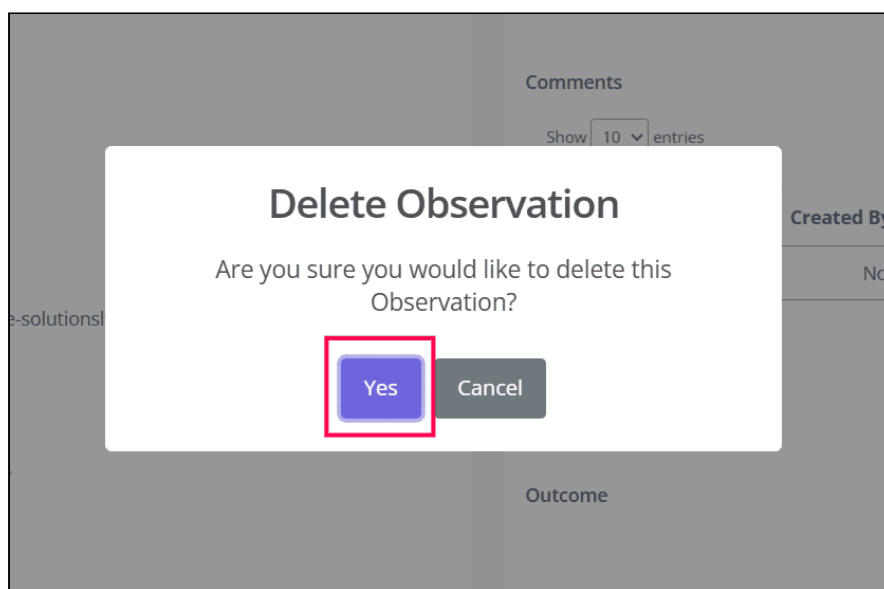 Comments
Show 10 entries
Delete Observation
Created By
Are you sure you would like to delete this
No
Observation?
e-solutionsl
Yes Cancel
Outcome